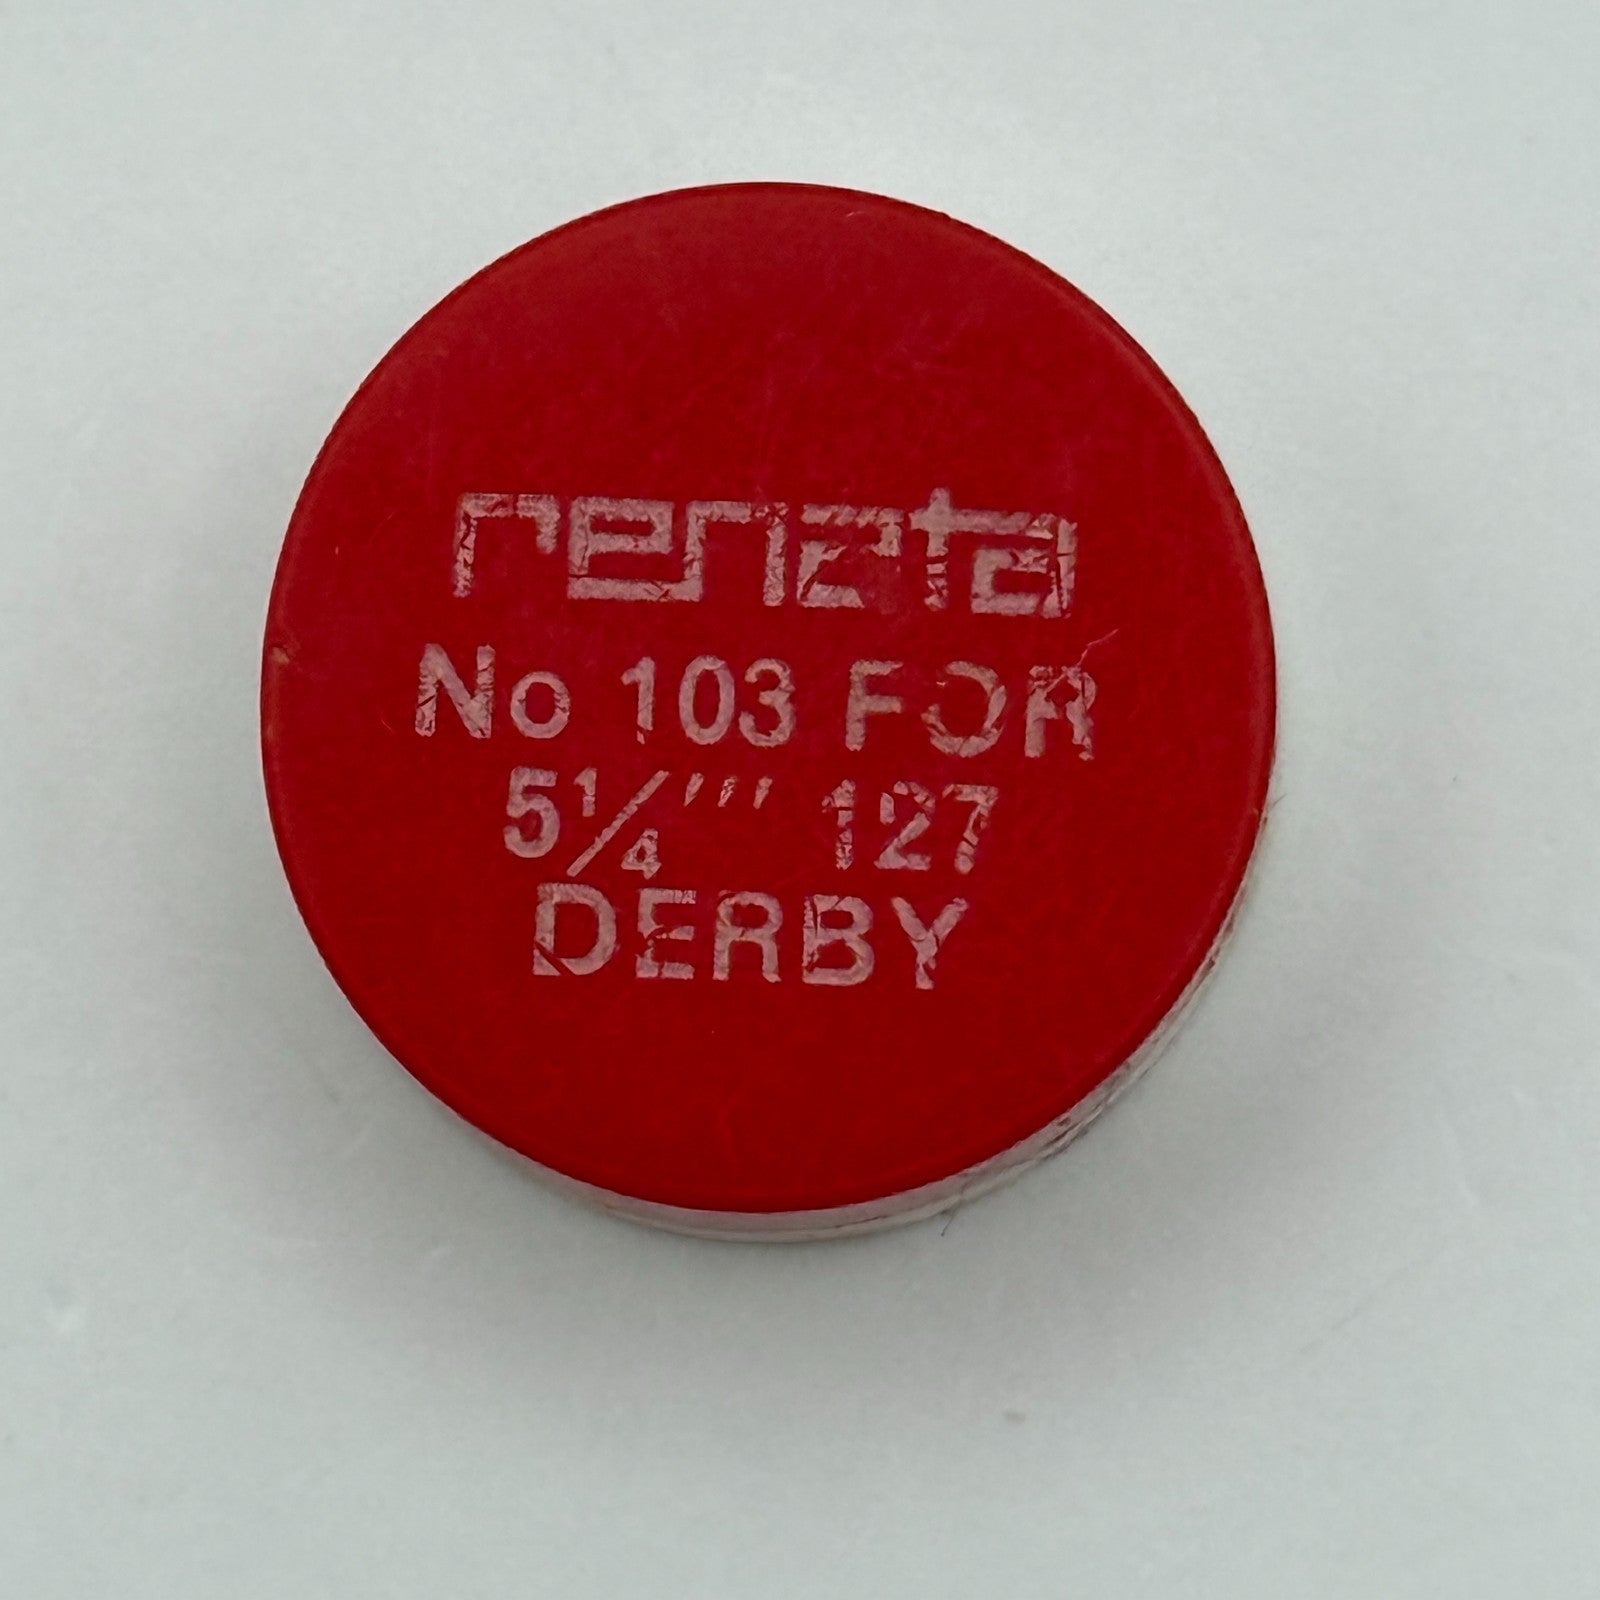 renata
No 103 FOR
5¼''' 127
DERBY